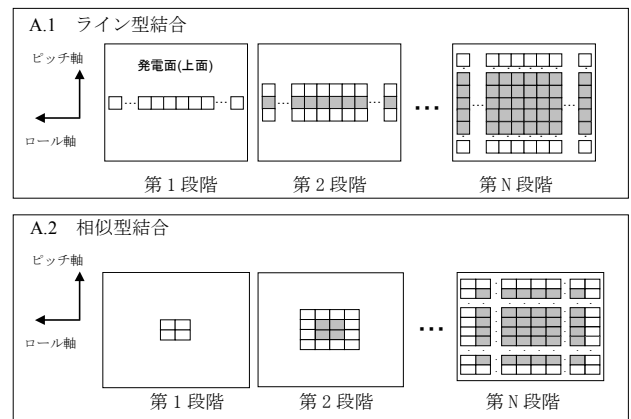 A.1 ライン型結合
ピッチ軸
発電面(上面)
ロール軸
第 1 段階
第 2 段階
第 N 段階
A.2 相似型結合
ピッチ軸
ロール軸
第 1 段階
第 2 段階
第 N 段階